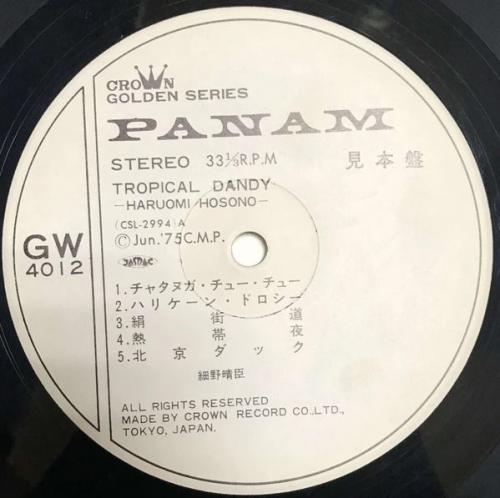 CROWN
GOLDEN SERIES
PANAM
STEREO 33⅓R.P.M 見本盤
TROPICAL DANDY
—HARUOMI HOSONO—
(CSL-2994) A
Ⓒ Jun.'75 C.M.P.
JASRAC
GW
4012
1.チャタヌガ・チュー・チュー
2.ハリケーン・ドロシー
3.絹街道
4.熱帯夜
5.北京ダック
細野晴臣
ALL RIGHTS RESERVED
MADE BY CROWN RECORD CO.,LTD.,
TOKYO, JAPAN.